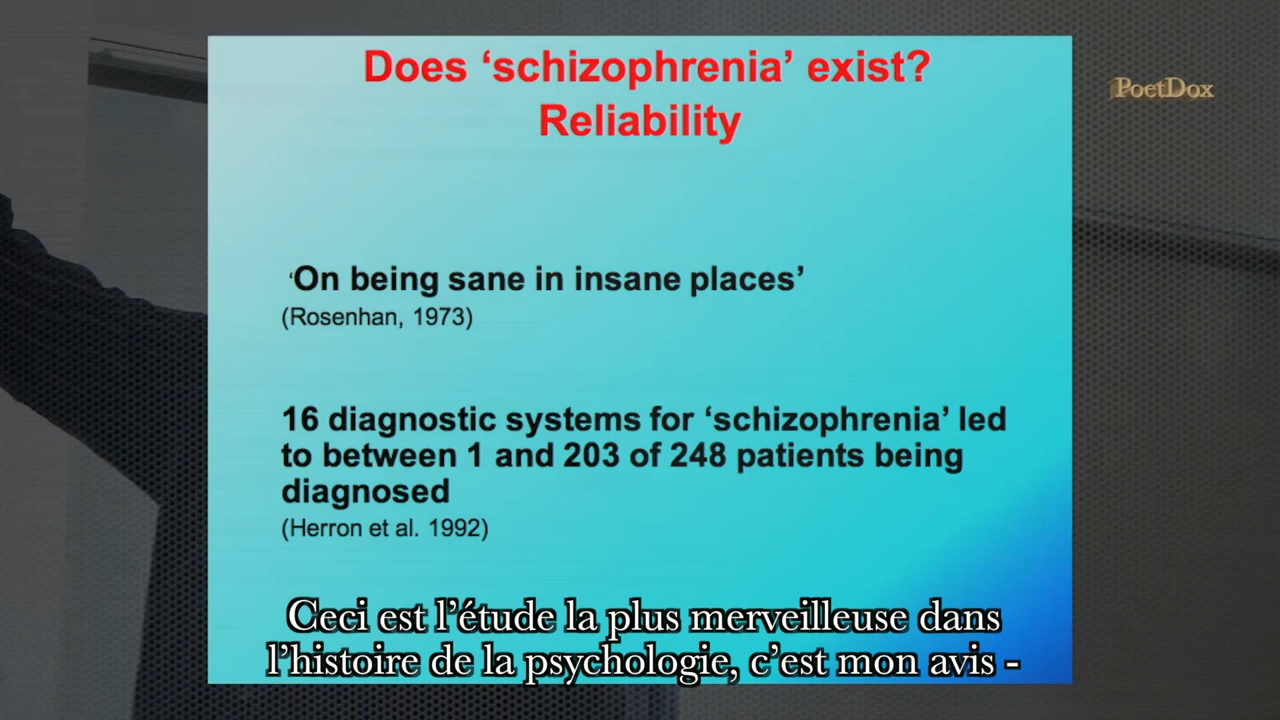 Does ‘schizophrenia’ exist?
Reliability
PoetDox
‘On being sane in insane places’
(Rosenhan, 1973)
16 diagnostic systems for ‘schizophrenia’ led
to between 1 and 203 of 248 patients being
diagnosed
(Herron et al. 1992)
Ceci est l’étude la plus merveilleuse dans
l’histoire de la psychologie, c’est mon avis -